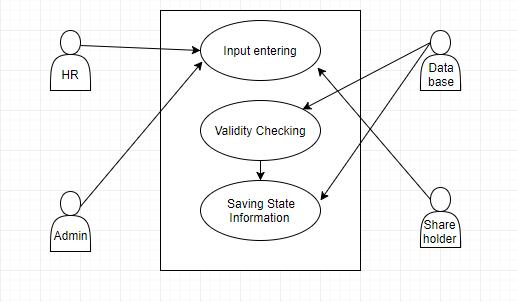 Input entering
HR
Data
base
Validity Checking
Saving State
Information
Admin
Share
holder